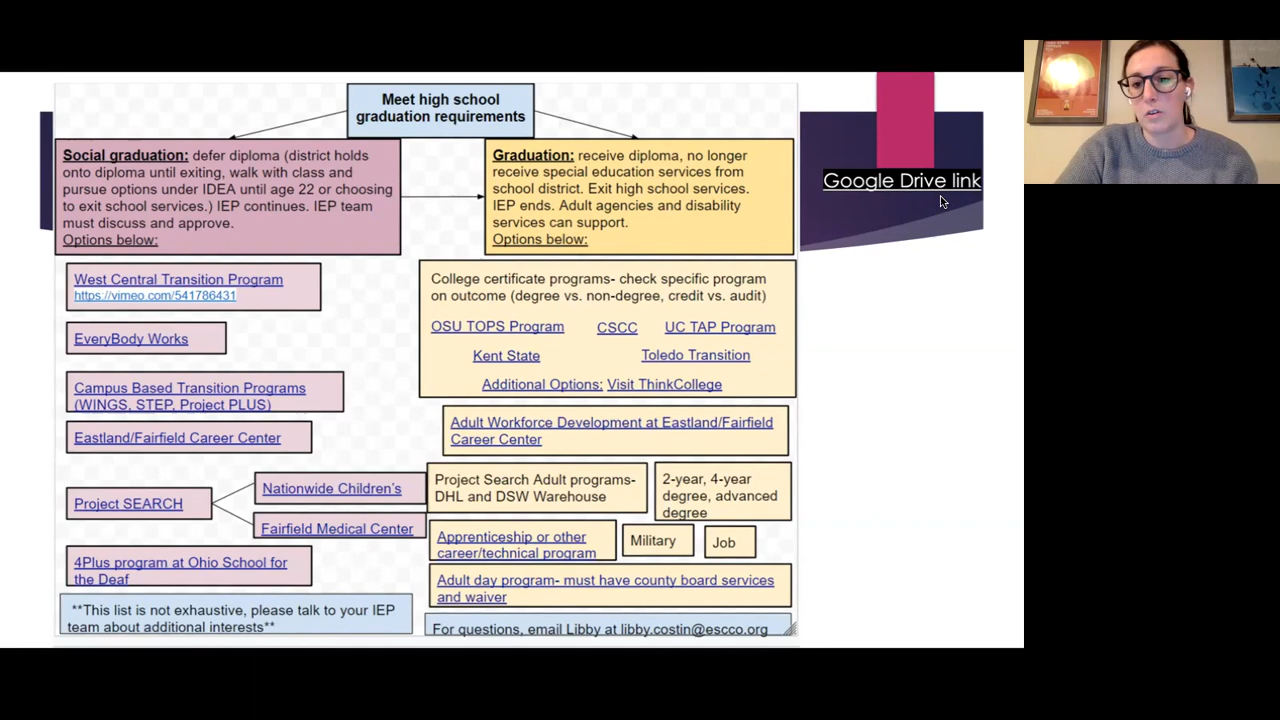 Meet high school
graduation requirements
Social graduation: defer diploma (district holds
onto diploma until exiting, walk with class and
pursue options under IDEA until age 22 or choosing
to exit school services.) IEP continues. IEP team
must discuss and approve.
Options below:
Graduation: receive diploma, no longer
receive special education services from
school district. Exit high school services.
IEP ends. Adult agencies and disability
services can support.
Options below:
Google Drive link
West Central Transition Program
https://vimeo.com/541786431
EveryBody Works
Campus Based Transition Programs
(WINGS, STEP, Project PLUS)
Eastland/Fairfield Career Center
Project SEARCH
Nationwide Children's
Fairfield Medical Center
4Plus program at Ohio School for
the Deaf
**This list is not exhaustive, please talk to your IEP
team about additional interests**
College certificate programs- check specific program
on outcome (degree vs. non-degree, credit vs. audit)
OSU TOPS Program
CSCC
UC TAP Program
Kent State
Toledo Transition
Additional Options: Visit ThinkCollege
Adult Workforce Development at Eastland/Fairfield
Career Center
Project Search Adult programs-
DHL and DSW Warehouse
2-year, 4-year
degree, advanced
degree
Apprenticeship or other
career/technical program
Military
Job
Adult day program- must have county board services
and waiver
For questions, email Libby at libby.costin@escco.org